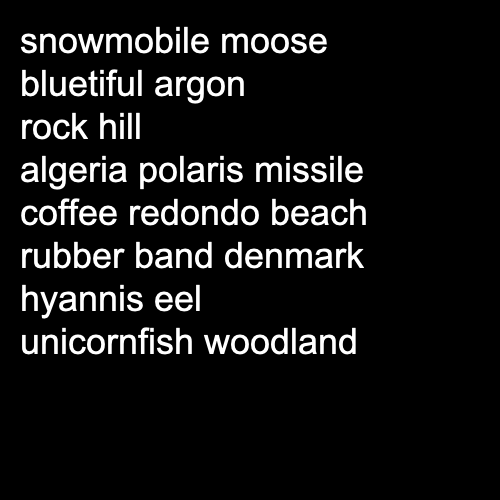 snowmobile moose
bluetiful argon
rock hill
algeria polaris missile
coffee redondo beach
rubber band denmark
hyannis eel
unicornfish woodland